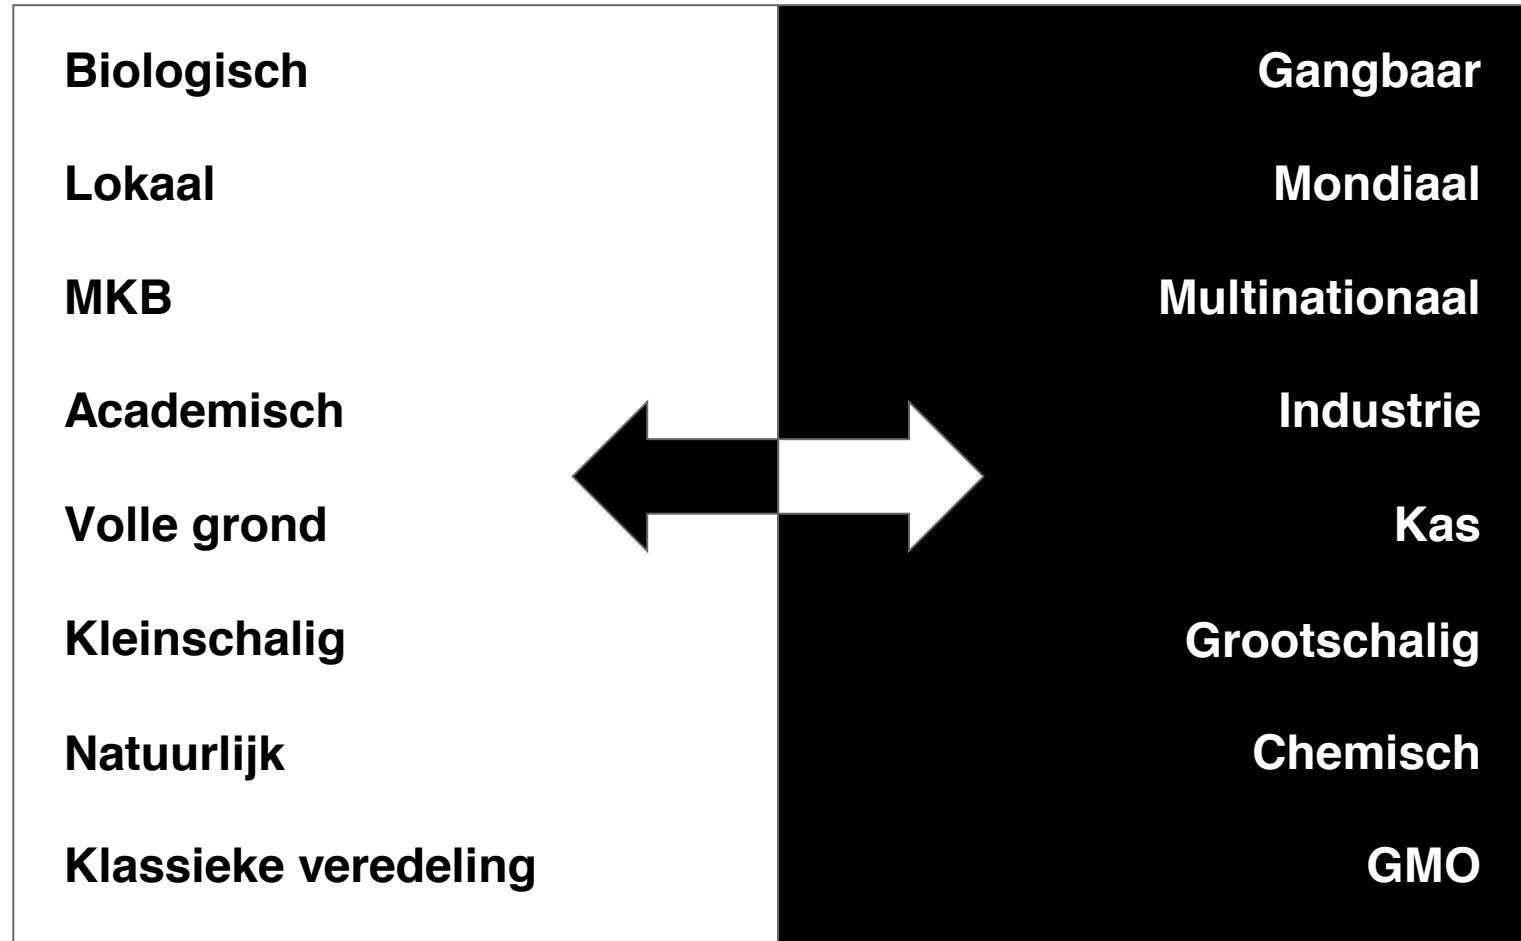 Biologisch
Gangbaar
Lokaal
Mondiaal
MKB
Multinationaal
Academisch
Industrie
Volle grond
Kas
Kleinschalig
Grootschalig
Natuurlijk
Chemisch
Klassieke veredeling
GMO